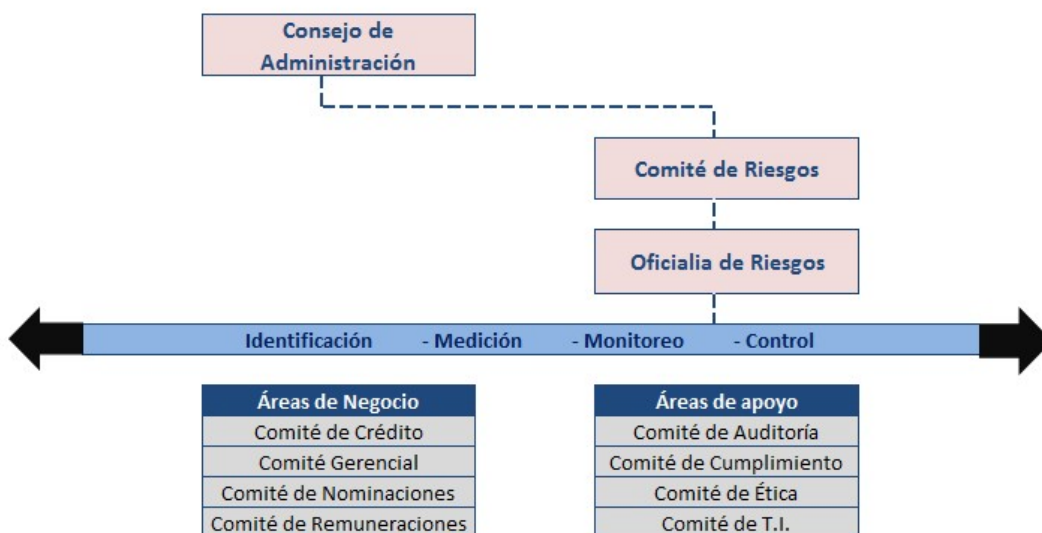 Consejo de
Administración
Comité de Riesgos
Oficialia de Riesgos
Identificación - Medición - Monitoreo - Control
Áreas de Negocio
Comité de Crédito
Comité Gerencial
Comité de Nominaciones
Comité de Remuneraciones
Áreas de apoyo
Comité de Auditoría
Comité de Cumplimiento
Comité de Ética
Comité de T.I.